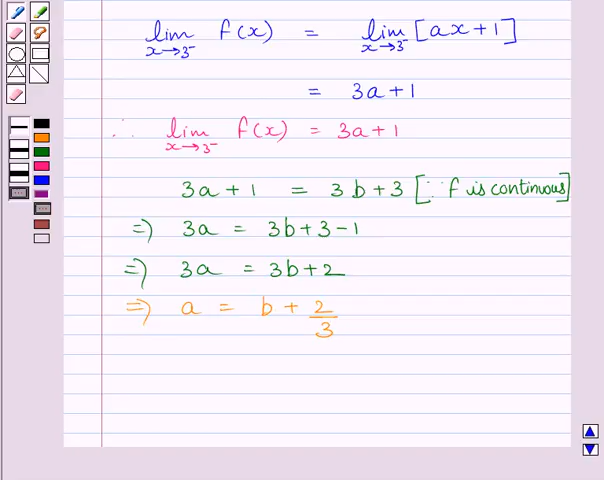 lim x→3⁻ f(x) = lim x→3⁻ [ax+1]
= 3a+1
∴ lim x→3⁻ f(x) = 3a+1
3a+1 = 3b+3 [∵ f is continuous]
⇒ 3a = 3b+3-1
⇒ 3a = 3b+2
⇒ a = b + 2/3